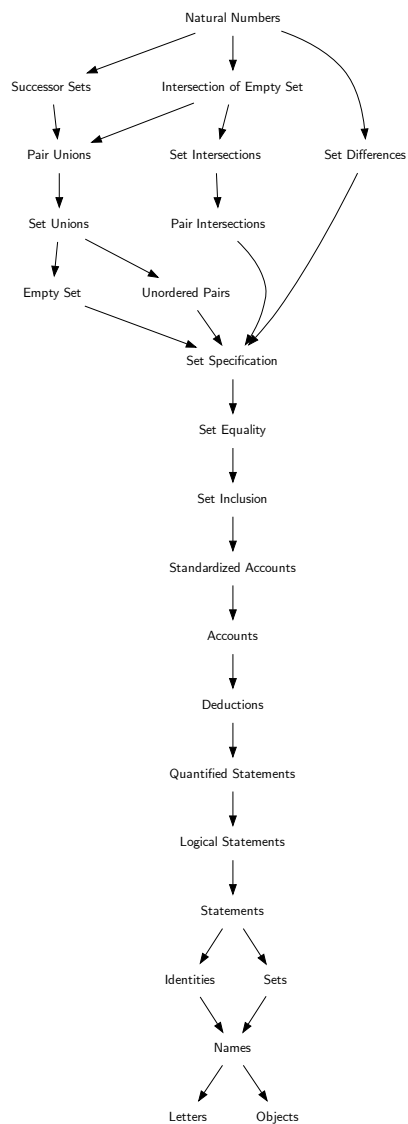 Natural Numbers
Successor Sets
Intersection of Empty Set
Pair Unions
Set Intersections
Set Differences
Set Unions
Pair Intersections
Empty Set
Unordered Pairs
Set Specification
Set Equality
Set Inclusion
Standardized Accounts
Accounts
Deductions
Quantified Statements
Logical Statements
Statements
Identities
Sets
Names
Letters
Objects